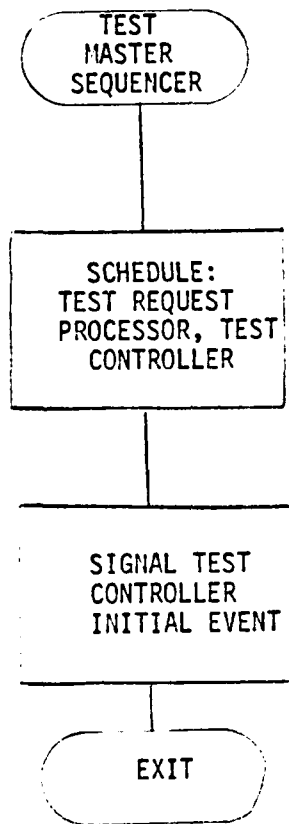 TEST
MASTER
SEQUENCER
SCHEDULE:
TEST REQUEST
PROCESSOR, TEST
CONTROLLER
SIGNAL TEST
CONTROLLER
INITIAL EVENT
EXIT